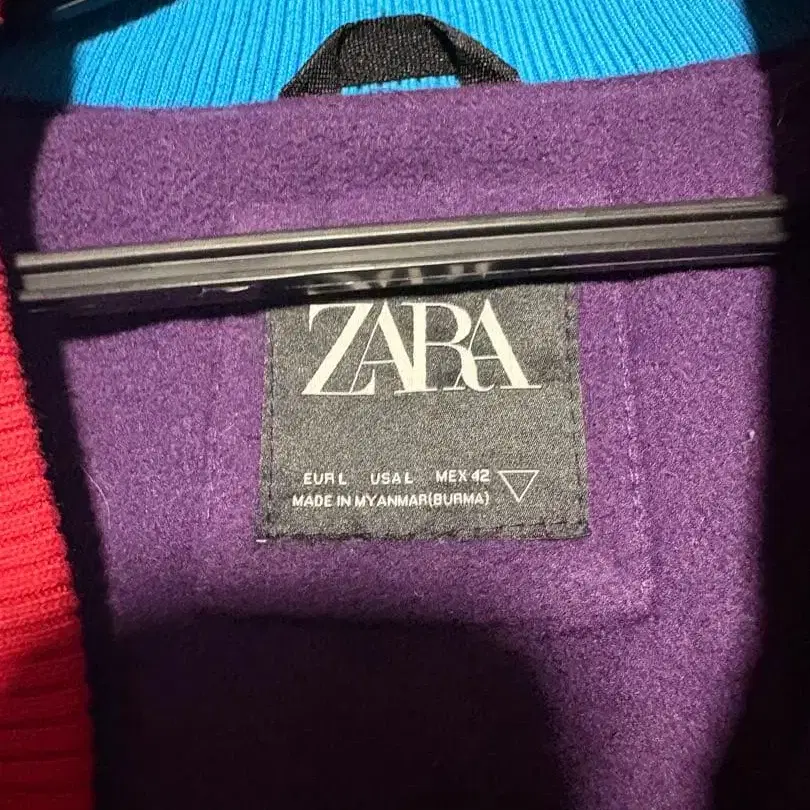 ZARA
EUR L USA L MEX 42
MADE IN MYANMAR(BURMA)